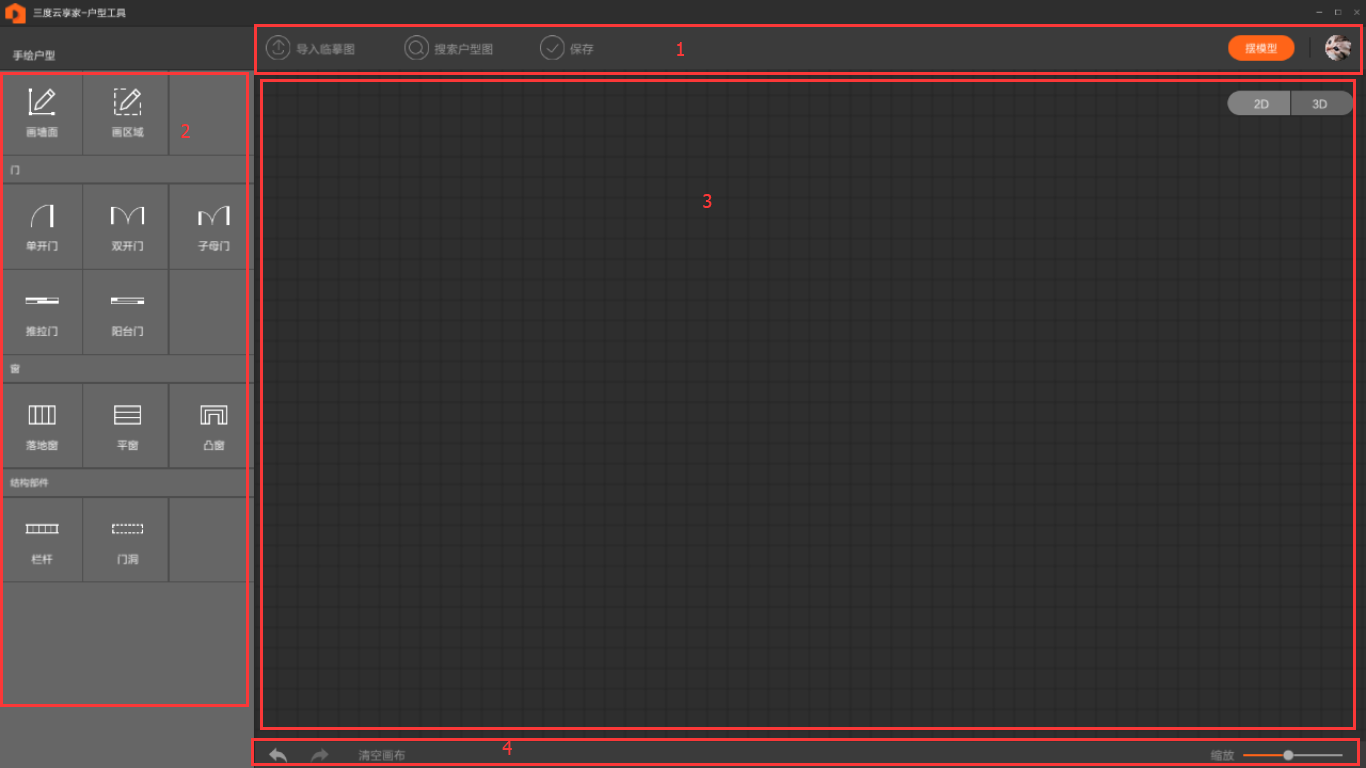 三度云享家-户型工具
手绘户型
导入临摹图 搜索户型图 保存 1 摆模型
2D 3D
画墙面 画区域 2
门
单开门 双开门 子母门
推拉门 阳台门
窗
落地窗 平窗 凸窗
结构部件
栏杆 门洞
3
清空画布 4 缩放